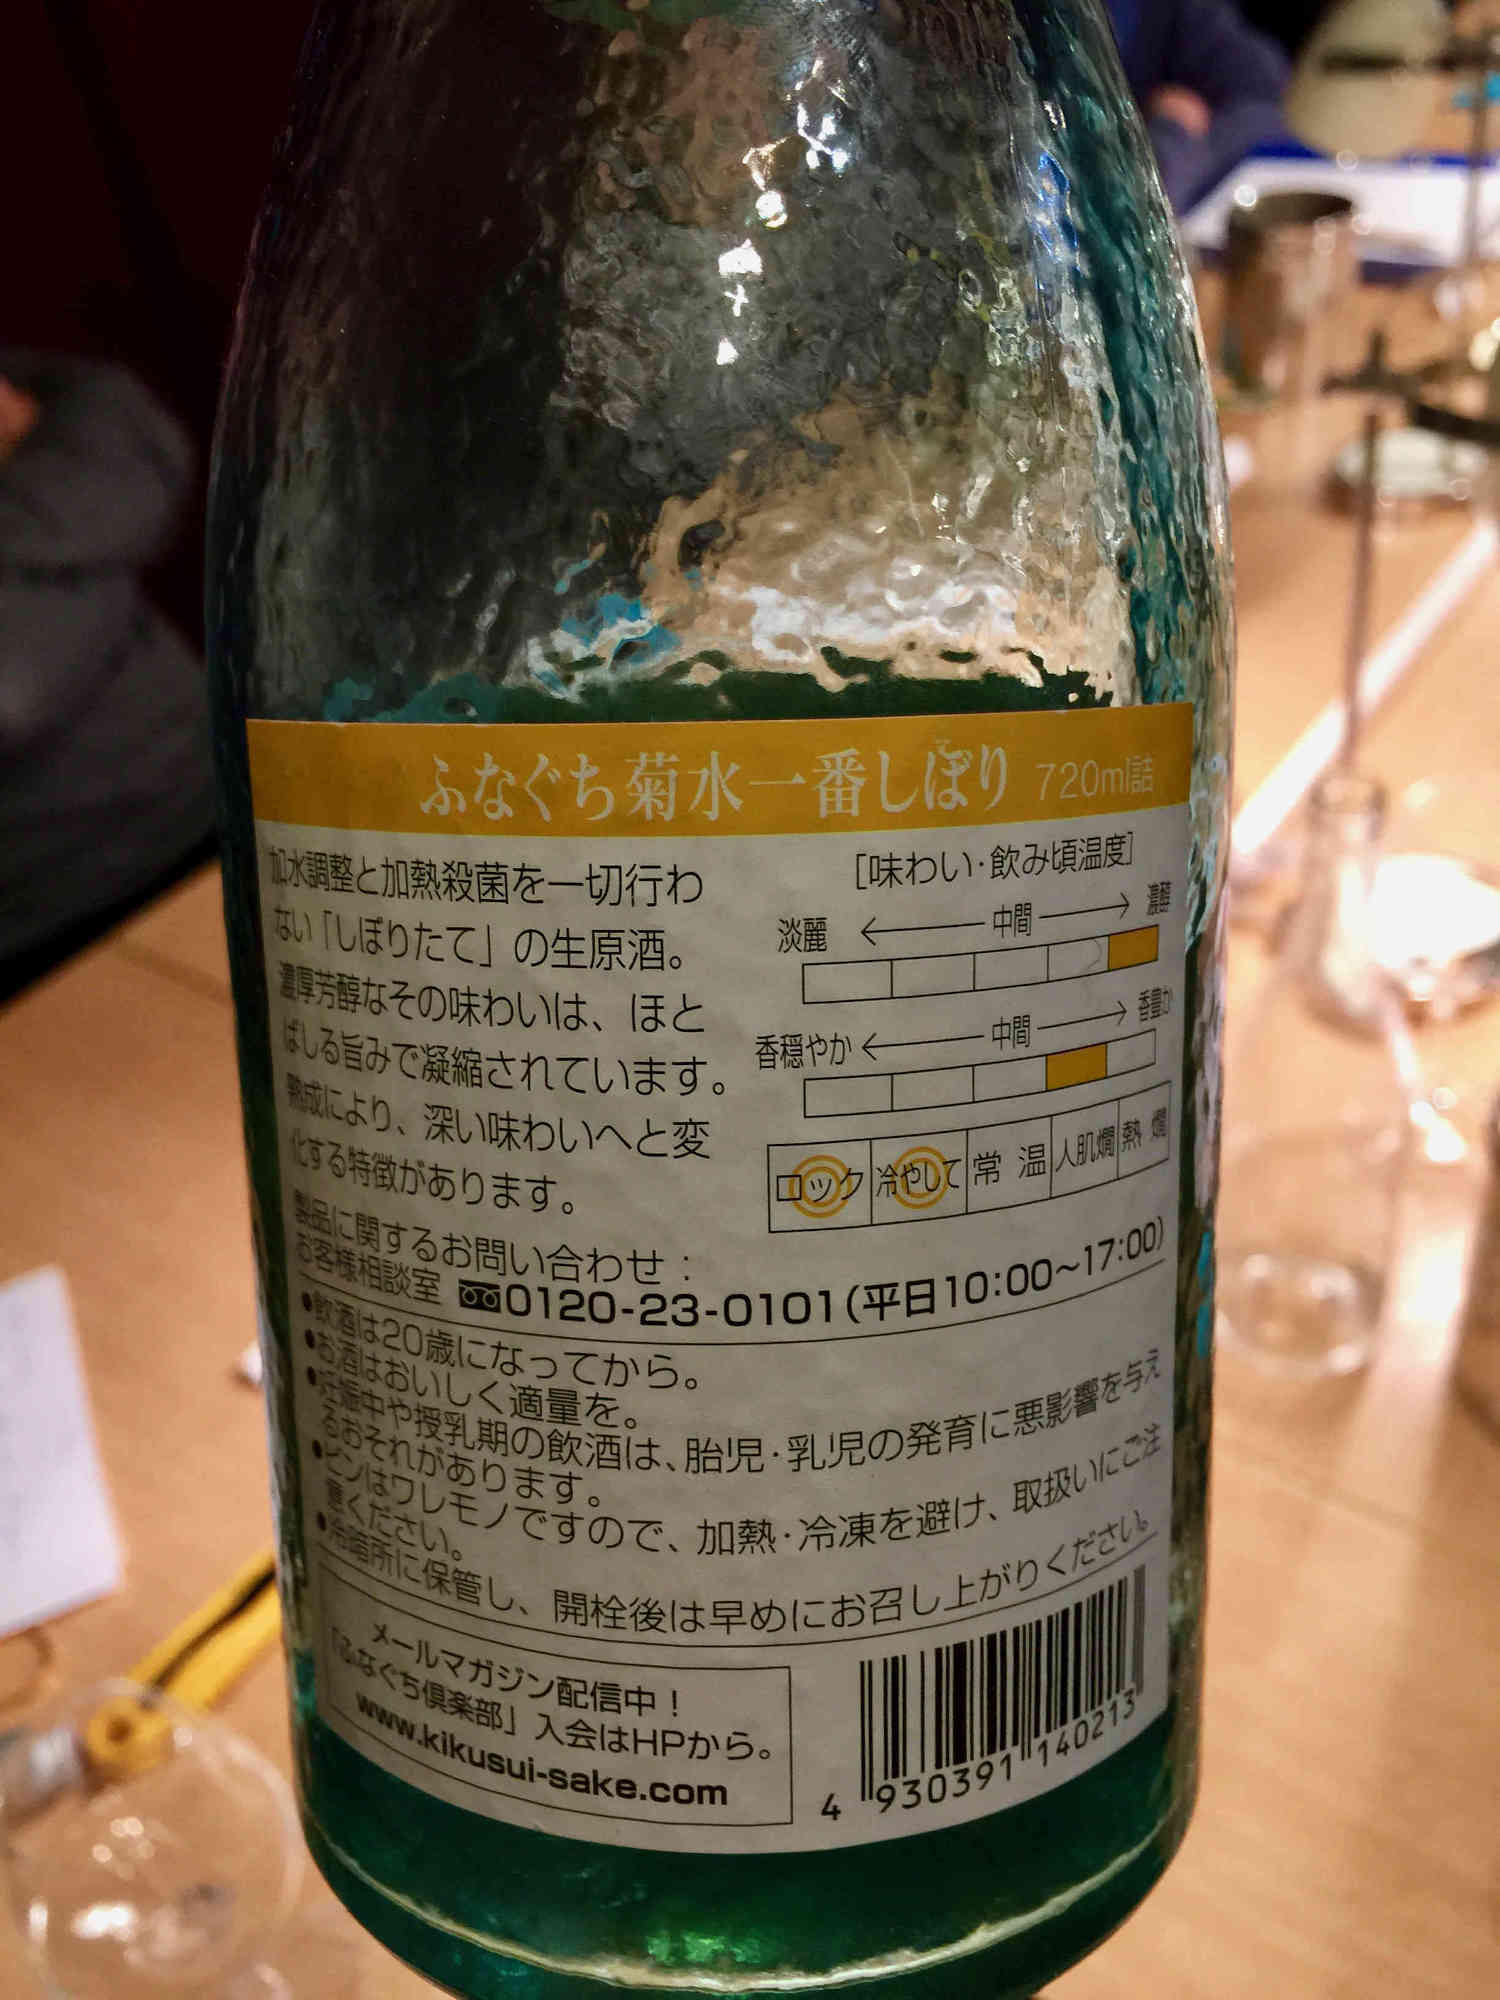 ふなぐち菊水一番しぼり 720ml詰
加水調整と加熱殺菌を一切行わ
ない「しぼりたて」の生原酒。
濃厚芳醇なその味わいは、ほと
ばしる旨みで凝縮されています。
熟成により、深い味わいへと変
化する特徴があります。
[味わい・飲み頃温度]
淡麗 ← 中間 → 濃醇
香穏やか ← 中間 → 香豊か
ロック 冷やして 常温 人肌燗 熱燗
製品に関するお問い合わせ：
お客様相談室 0120-23-0101(平日10:00~17:00)
●飲酒は20歳になってから。
●お酒はおいしく適量を。
●妊娠中や授乳期の飲酒は、胎児・乳児の発育に悪影響を与え
るおそれがあります。
●ビンはワレモノですので、加熱・冷凍を避け、取扱いにご注
意ください。
●冷暗所に保管し、開栓後は早めにお召し上がりください。
メールマガジン配信中！
「ふなぐち倶楽部」入会はHPから。
www.kikusui-sake.com
4 930391 140213